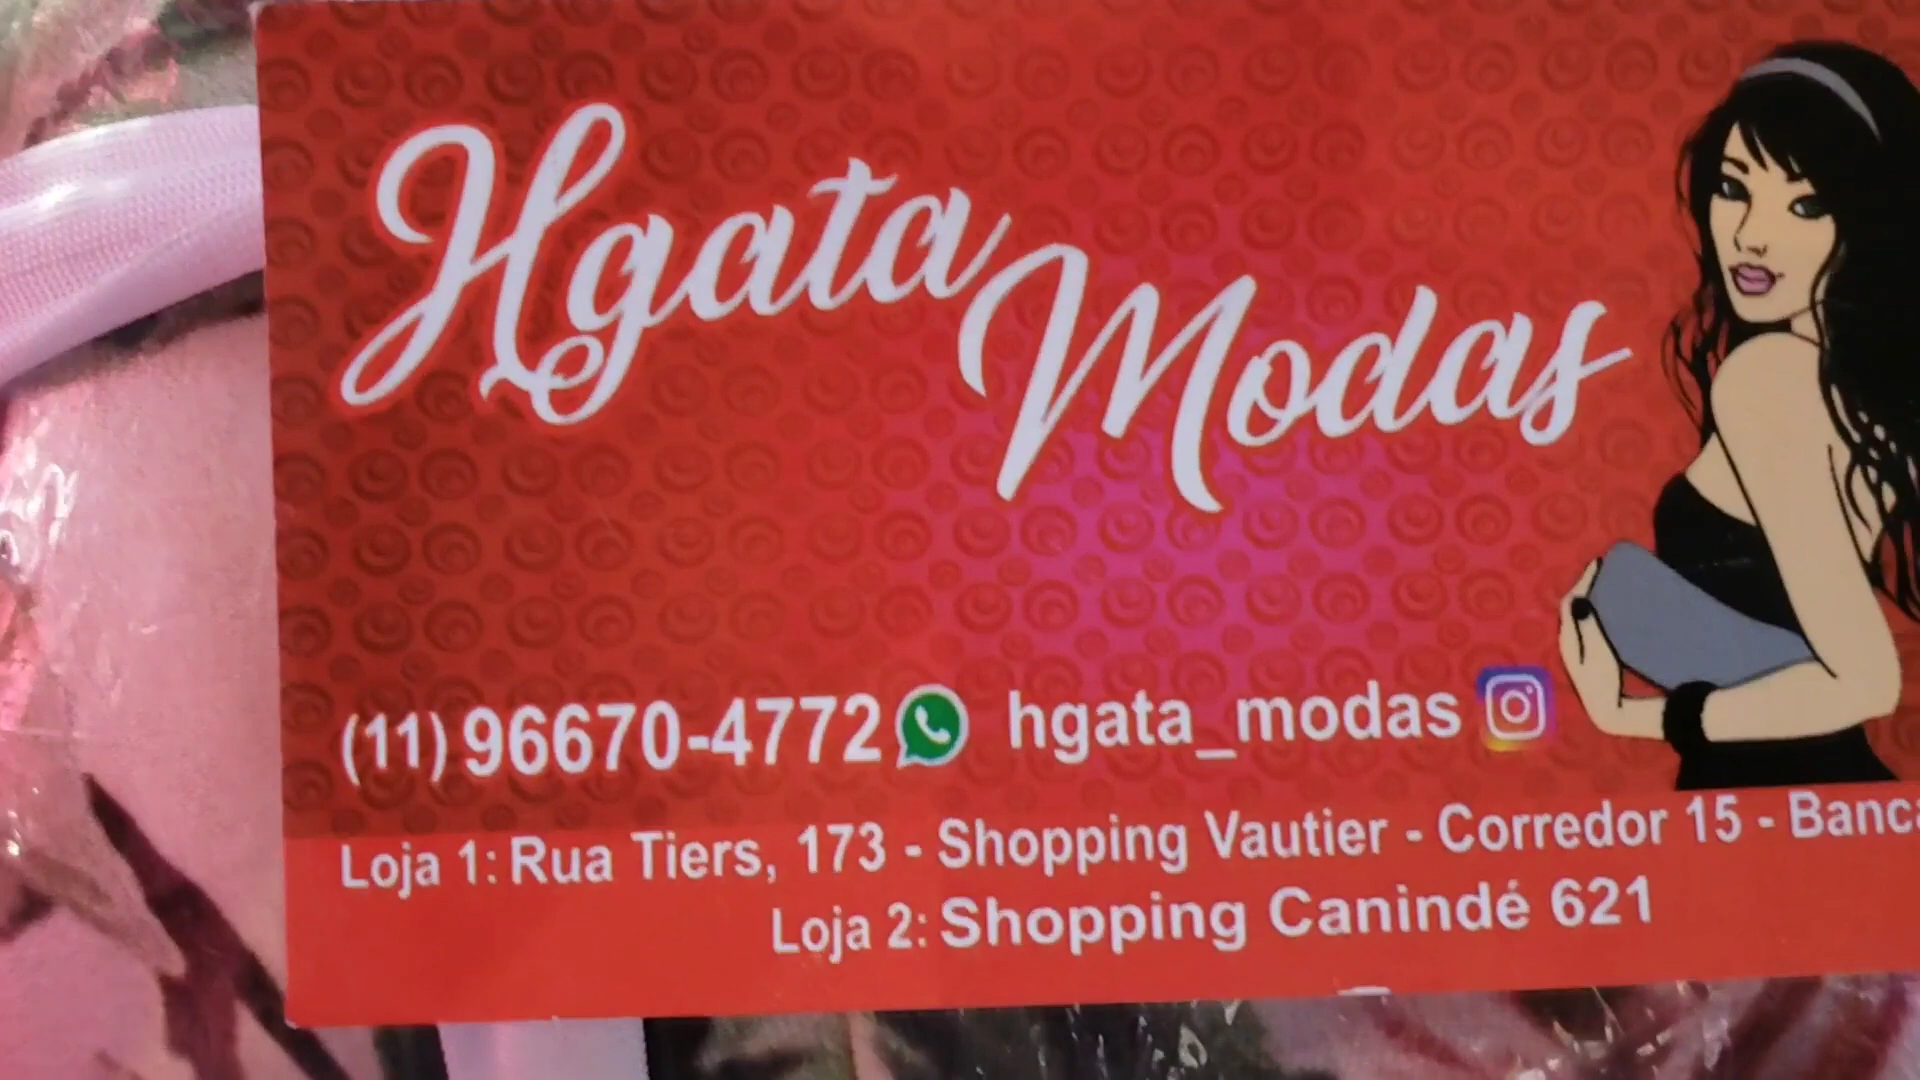 Hgata
Modas
(11) 96670-4772 hgata_modas
Loja 1: Rua Tiers, 173 - Shopping Vautier - Corredor 15 - Banca
Loja 2: Shopping Canindé 621